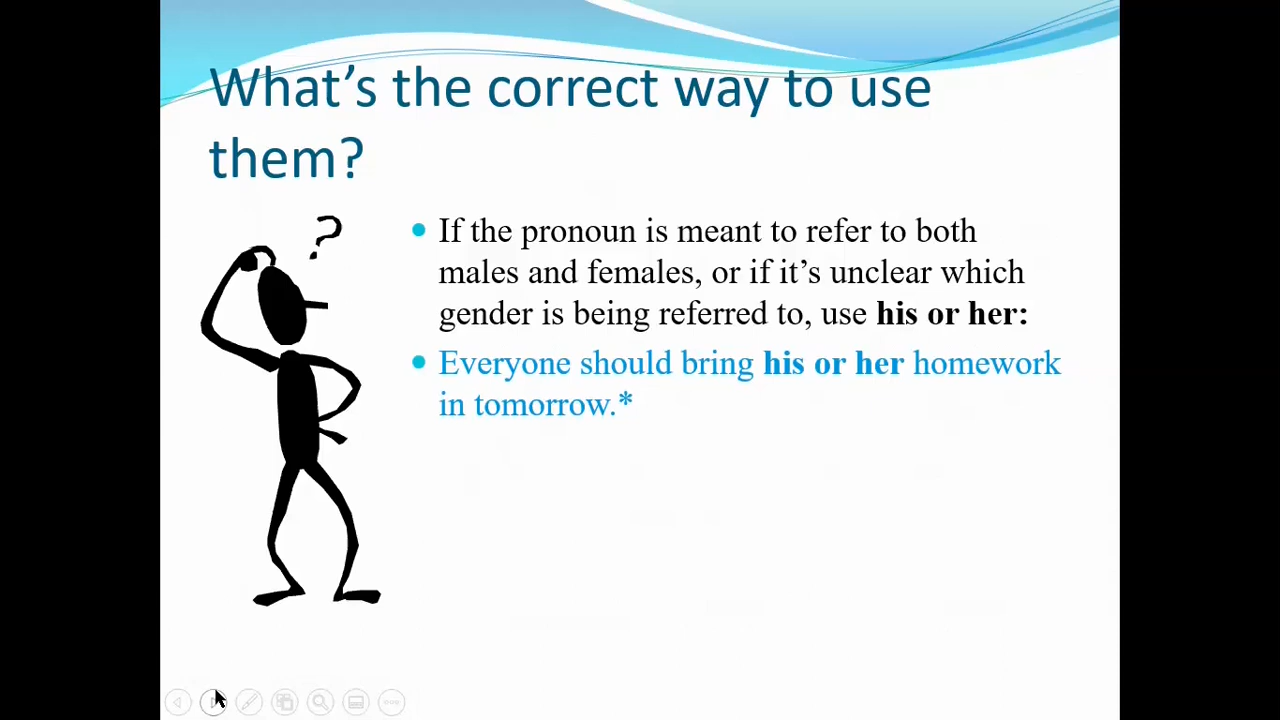 What’s the correct way to use
them?
?
If the pronoun is meant to refer to both
males and females, or if it’s unclear which
gender is being referred to, use his or her:
Everyone should bring his or her homework
in tomorrow.*